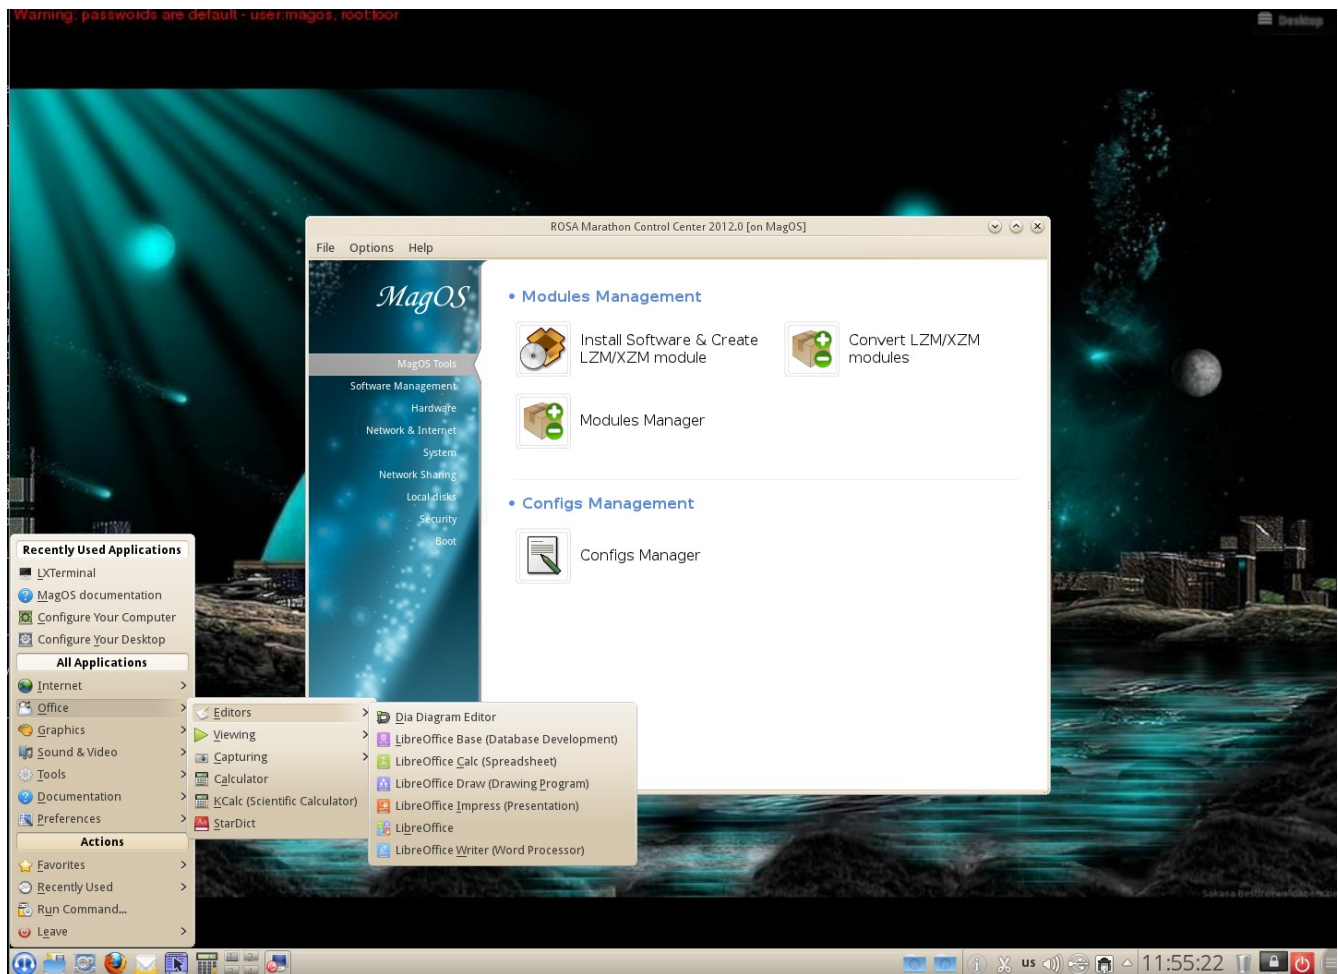 Warning: passwords are default - user:magos, root:toor
Desktop
ROSA Marathon Control Center 2012.0 [on MagOS]
File Options Help
MagOS
MagOS Tools
Software Management
Hardware
Network & Internet
System
Network Sharing
Local disks
Security
Boot
• Modules Management
Install Software & Create
LZM/XZM module
Convert LZM/XZM
modules
Modules Manager
• Configs Management
Configs Manager
Recently Used Applications
LXTerminal
MagOS documentation
Configure Your Computer
Configure Your Desktop
All Applications
Internet
Office
Graphics
Sound & Video
Tools
Documentation
Preferences
Actions
Favorites
Recently Used
Run Command...
Leave
Editors
Viewing
Capturing
Calculator
KCalc (Scientific Calculator)
StarDict
Dia Diagram Editor
LibreOffice Base (Database Development)
LibreOffice Calc (Spreadsheet)
LibreOffice Draw (Drawing Program)
LibreOffice Impress (Presentation)
LibreOffice
LibreOffice Writer (Word Processor)
us
11:55:22